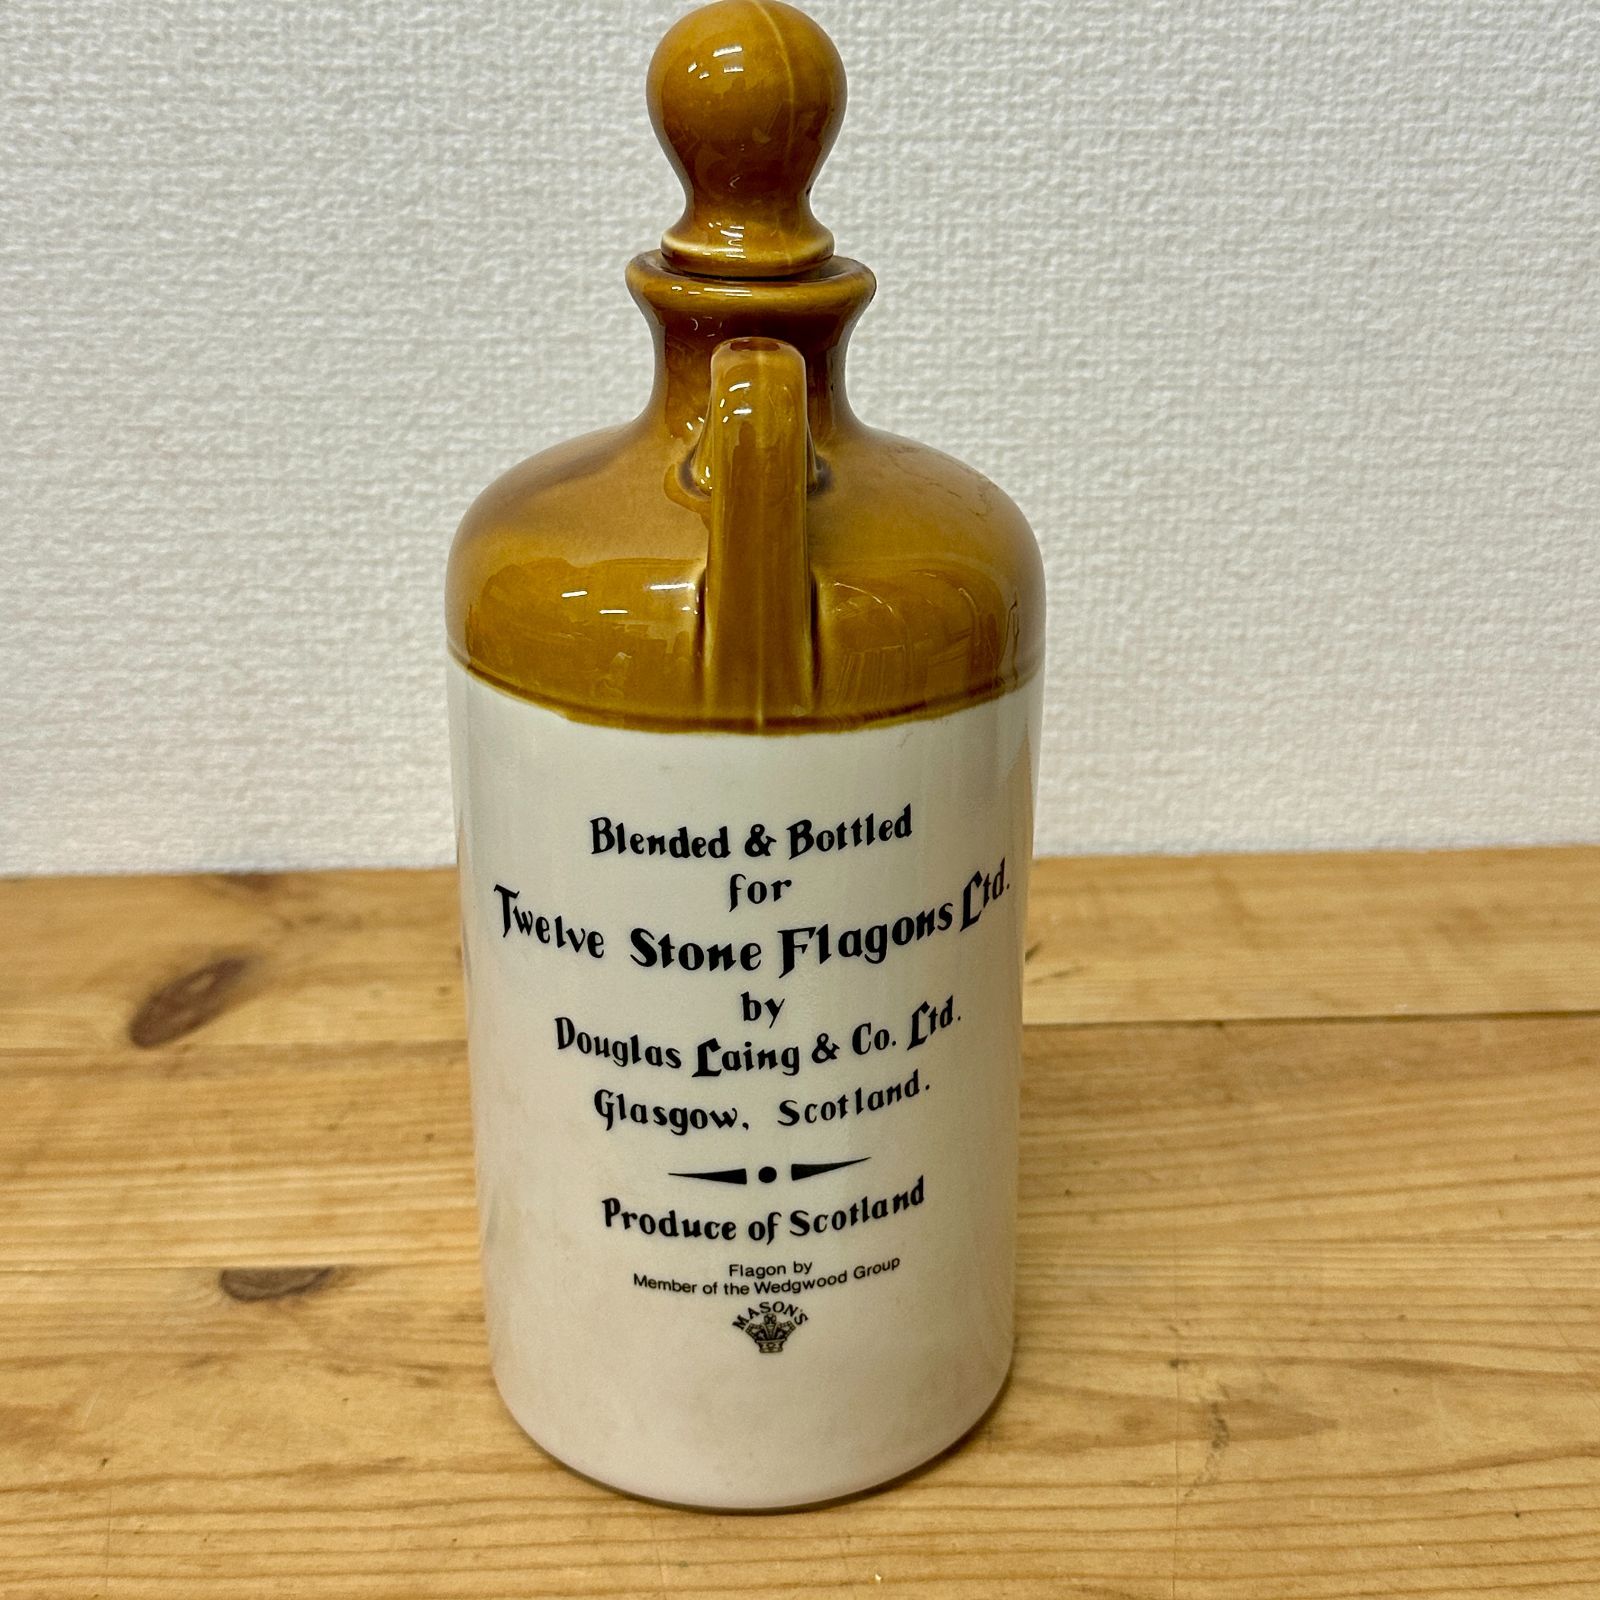 Blended & Bottled
for
Twelve Stone Flagons Ltd.
by
Douglas Laing & Co. Ltd.
Glasgow, Scotland.
Produce of Scotland
Flagon by
Member of the Wedgwood Group
MASON'S